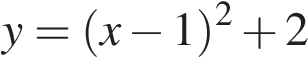 y = (x − 1)² + 2